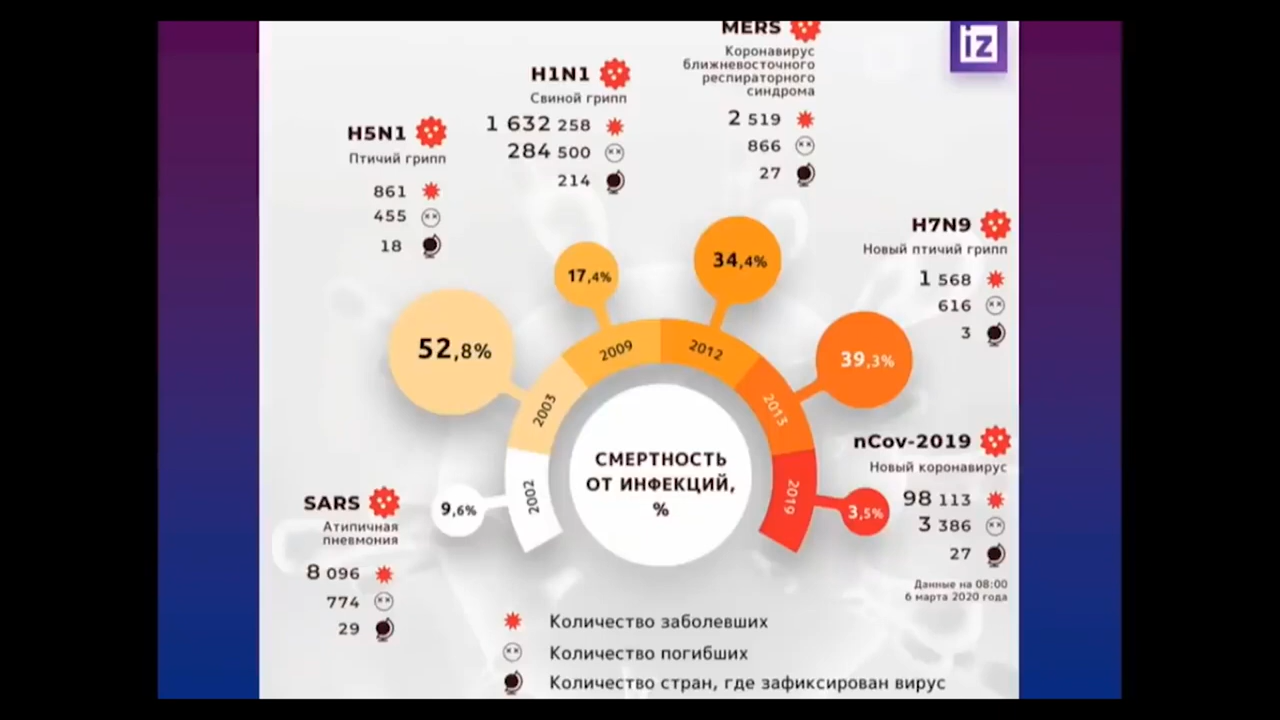 MERS
Коронавирус
ближневосточного
респираторного
синдрома
2 519
866
27
iz
H1N1
Свиной грипп
1 632 258
284 500
214
H5N1
Птичий грипп
861
455
18
H7N9
Новый птичий грипп
1 568
616
3
17,4%
34,4%
52,8%
39,3%
2009
2012
2003
2013
2002
2019
9,6%
3,5%
СМЕРТНОСТЬ
ОТ ИНФЕКЦИЙ,
%
nCov-2019
Новый коронавирус
98 113
3 386
27
Данные на 08:00
6 марта 2020 года
SARS
Атипичная
пневмония
8 096
774
29
Количество заболевших
Количество погибших
Количество стран, где зафиксирован вирус